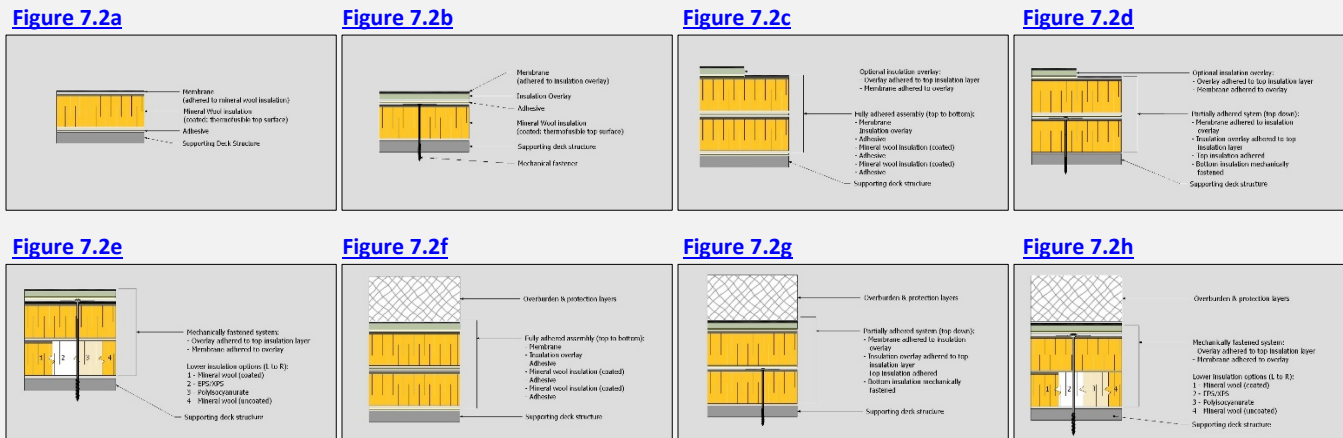 Figure 7.2a
Membrane
(adhered to mineral wool insulation)
Mineral Wool insulation
(coated; thermofusible top surface)
Adhesive
Supporting Deck Structure
Figure 7.2b
Membrane
(adhered to insulation overlay)
Insulation Overlay
Adhesive
Mineral Wool insulation
(coated; thermofusible top surface)
Supporting deck structure
Mechanical fastener
Figure 7.2c
Optional insulation overlay:
- Overlay adhered to top insulation layer
- Membrane adhered to overlay
Fully adhered assembly (top to bottom):
- Membrane
Insulation overlay
- Adhesive
- Mineral wool insulation (coated)
- Adhesive
- Mineral wool insulation (coated)
- Adhesive
Supporting deck structure
Figure 7.2d
Optional insulation overlay:
- Overlay adhered to top insulation layer
- Membrane adhered to overlay
Partially adhered sytem (top down):
- Membrane adhered to insulation
overlay
- Insulation overlay adhered to top
insulation layer
- Top insulation adhered
- Bottom insulation mechanically
fastened
Supporting deck structure
Figure 7.2e
Mechanically fastened system:
- Overlay adhered to top insulation layer
- Membrane adhered to overlay
Lower insulation options (L to R):
1 - Mineral wool (coated)
2 - EPS/XPS
3 - Polyisocyanurate
4 - Mineral wool (uncoated)
Supporting deck structure
1 2 3 4
Figure 7.2f
Overburden & protection layers
Fully adhered assembly (top to bottom):
- Membrane
- Insulation overlay
Adhesive
- Mineral wool insulation (coated)
Adhesive
- Mineral wool insulation (coated)
- Adhesive
Supporting deck structure
Figure 7.2g
Overburden & protection layers
Partially adhered system (top down):
- Membrane adhered to insulation
overlay
- Insulation overlay adhered to top
insulation layer
Top insulation adhered
- Bottom insulation mechanically
fastened
Supporting deck structure
Figure 7.2h
Overburden & protection layers
Mechanically fastened system:
Overlay adhered to top insulation layer
- Membrane adhered to overlay
Lower insulation options (L to R):
1 - Mineral wool (coated)
2 - EPS/XPS
3 - Polyisocyanurate
4 Mineral wool (uncoated)
Supporting deck structure
1 2 3 4